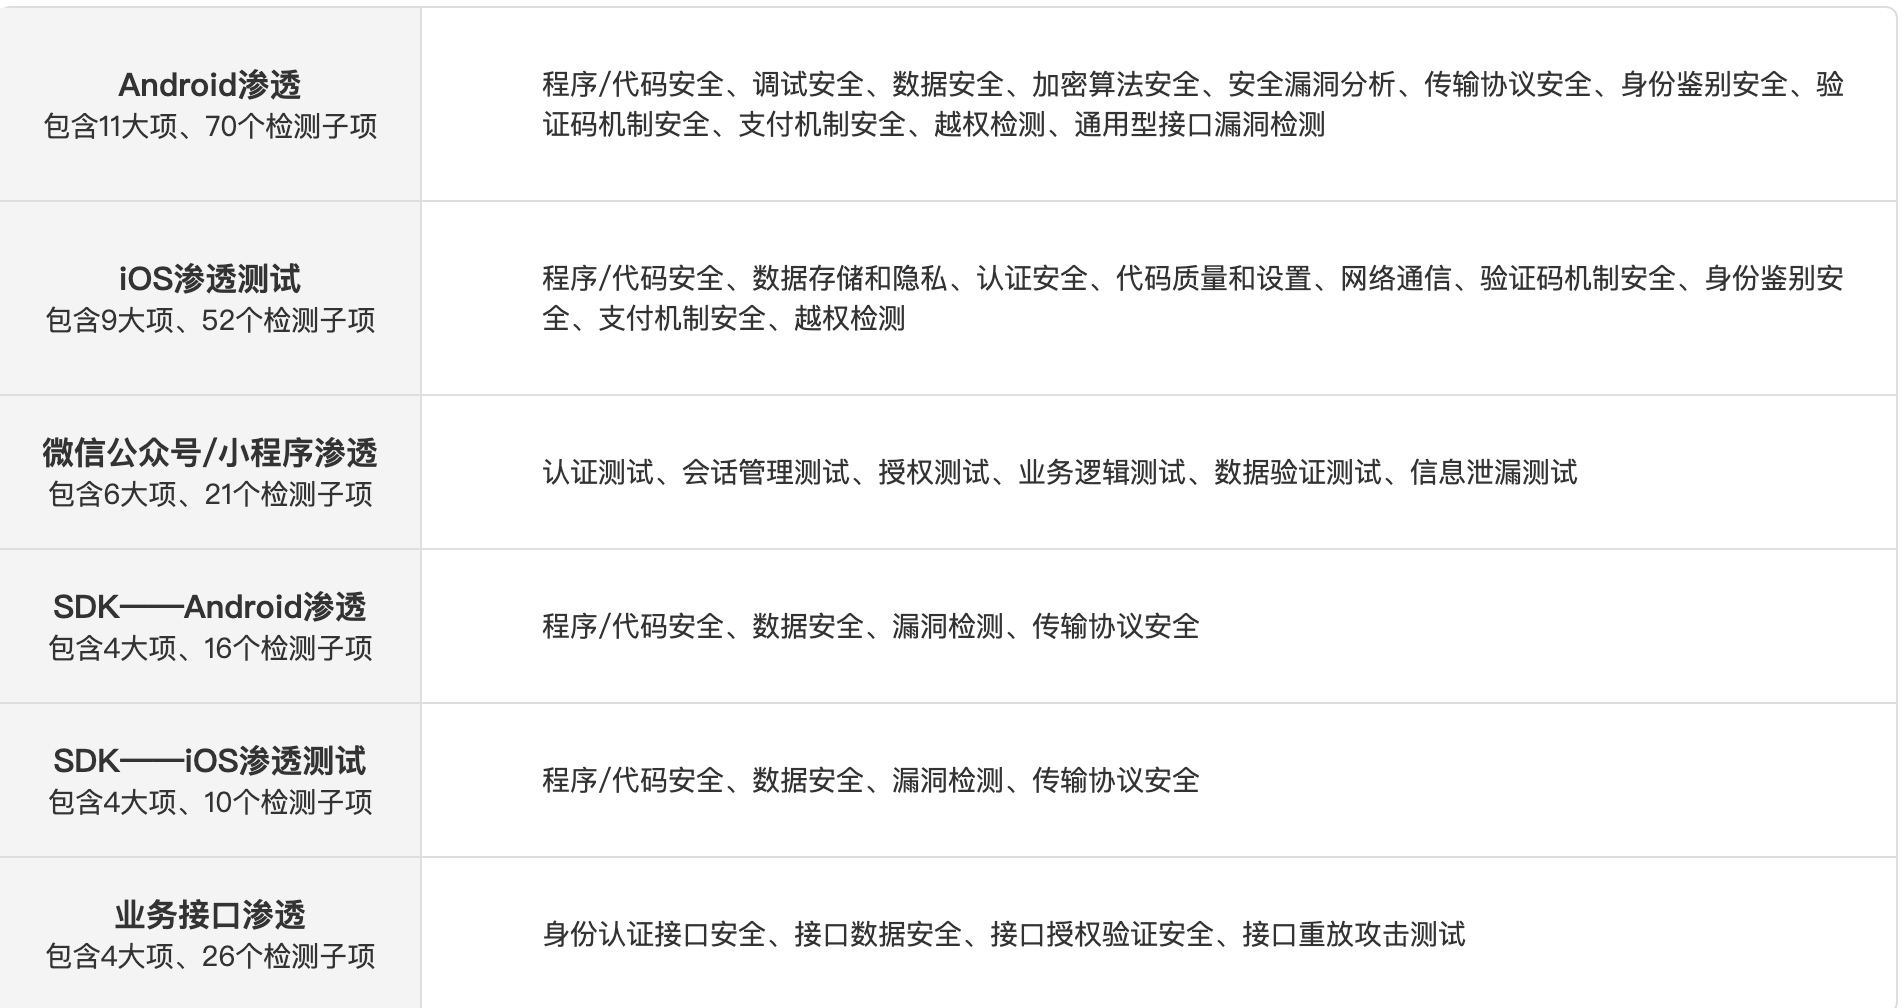 Android渗透
包含11大项、70个检测子项
程序/代码安全、调试安全、数据安全、加密算法安全、安全漏洞分析、传输协议安全、身份鉴别安全、验
证码机制安全、支付机制安全、越权检测、通用型接口漏洞检测
iOS渗透测试
包含9大项、52个检测子项
程序/代码安全、数据存储和隐私、认证安全、代码质量和设置、网络通信、验证码机制安全、身份鉴别安
全、支付机制安全、越权检测
微信公众号/小程序渗透
包含6大项、21个检测子项
认证测试、会话管理测试、授权测试、业务逻辑测试、数据验证测试、信息泄漏测试
SDK——Android渗透
包含4大项、16个检测子项
程序/代码安全、数据安全、漏洞检测、传输协议安全
SDK——iOS渗透测试
包含4大项、10个检测子项
程序/代码安全、数据安全、漏洞检测、传输协议安全
业务接口渗透
包含4大项、26个检测子项
身份认证接口安全、接口数据安全、接口授权验证安全、接口重放攻击测试